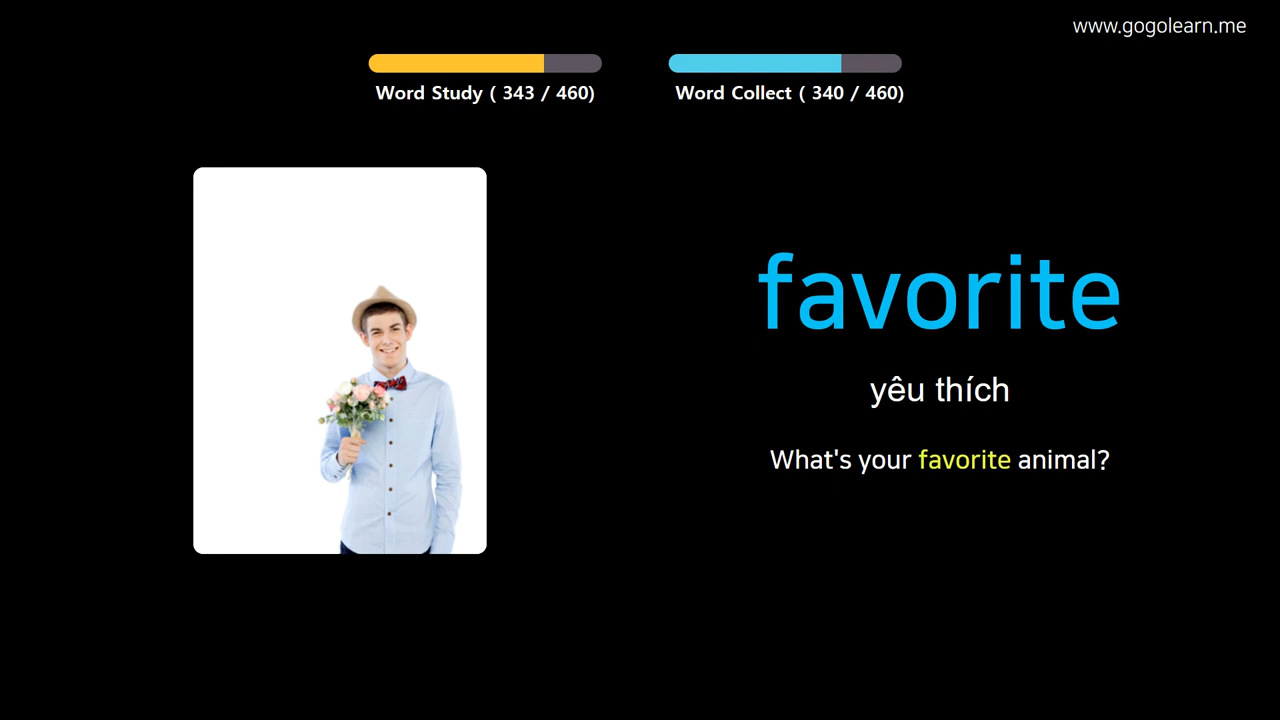 www.gogolearn.me
Word Study ( 343 / 460)
Word Collect ( 340 / 460)
favorite
yêu thích
What's your favorite animal?